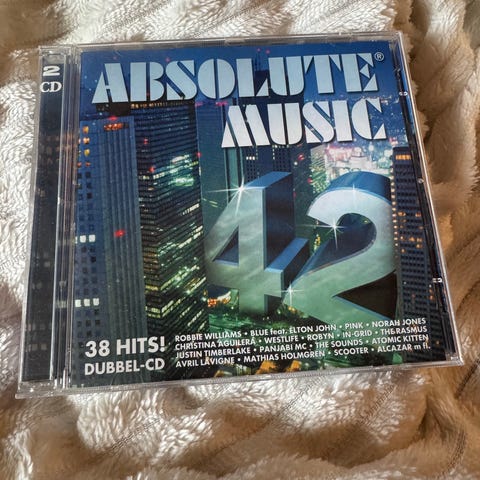 2
CD
ABSOLUTE®
MUSIC
42
38 HITS!
DUBBEL-CD
ROBBIE WILLIAMS • BLUE feat. ELTON JOHN • PINK • NORAH JONES
CHRISTINA AGUILERA • WESTLIFE • ROBYN • IN-GRID • THE RASMUS
JUSTIN TIMBERLAKE • PANJABI MC • THE SOUNDS • ATOMIC KITTEN
AVRIL LAVIGNE • MATHIAS HOLMGREN • SCOOTER • ALCAZAR m fl.